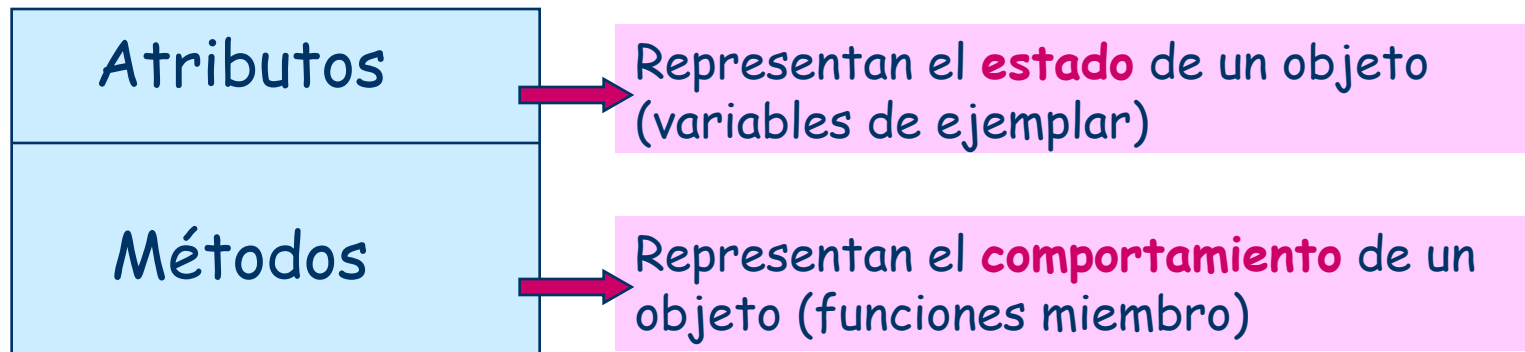 Atributos
Representan el estado de un objeto
(variables de ejemplar)
Métodos
Representan el comportamiento de un
objeto (funciones miembro)